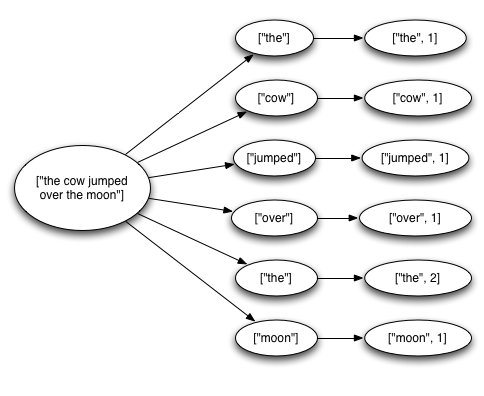 ["the"] ["the", 1]
["cow"] ["cow", 1]
["jumped"] ["jumped", 1]
["the cow jumped
over the moon"]
["over"] ["over", 1]
["the"] ["the", 2]
["moon"] ["moon", 1]